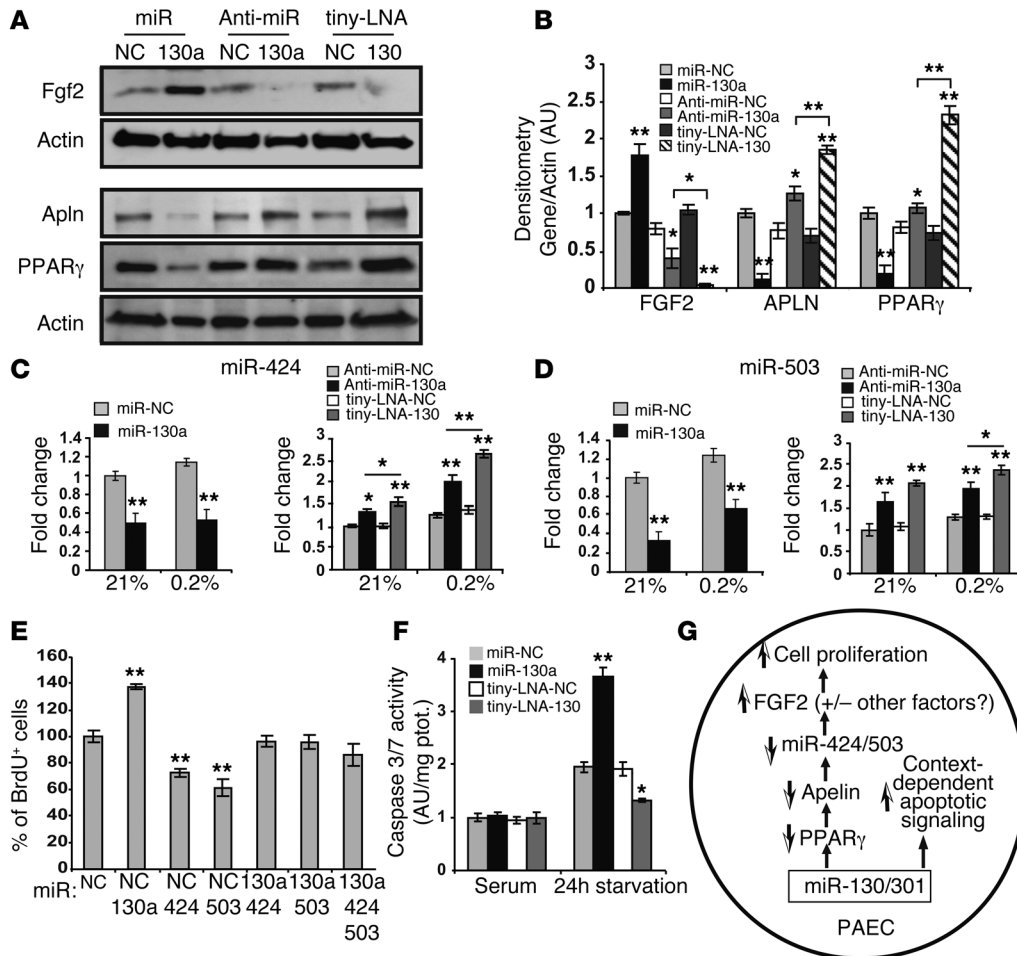 A
miR Anti-miR tiny-LNA
NC 130a NC 130a NC 130
Fgf2
Actin
Apln
PPARγ
Actin
B
miR-NC
miR-130a
Anti-miR-NC
Anti-miR-130a
tiny-LNA-NC
tiny-LNA-130
Densitometry
Gene/Actin (AU)
3
2.5
2
1.5
1
0.5
0
** * * ** ** * ** ** ** ** * **
FGF2 APLN PPARγ
C
miR-424
miR-NC
miR-130a
Fold change
1.4
1.2
1
0.8
0.6
0.4
0.2
0
** **
21% 0.2%
Anti-miR-NC
Anti-miR-130a
tiny-LNA-NC
tiny-LNA-130
Fold change
3
2.5
2
1.5
1
0.5
0
* * ** ** ** **
21% 0.2%
D
miR-503
miR-NC
miR-130a
Fold change
1.4
1.2
1
0.8
0.6
0.4
0.2
0
** **
21% 0.2%
Anti-miR-NC
Anti-miR-130a
tiny-LNA-NC
tiny-LNA-130
Fold change
3
2.5
2
1.5
1
0.5
0
** ** ** * **
21% 0.2%
E
% of BrdU+ cells
160
140
120
100
80
60
40
20
0
** ** **
miR: NC NC NC NC 130a 130a 130a
130a 424 503 424 503 424
503
F
miR-NC
miR-130a
tiny-LNA-NC
tiny-LNA-130
Caspase 3/7 activity
(AU/mg ptot.)
4
3
2
1
0
** *
Serum 24h starvation
G
Cell proliferation
FGF2 (+/– other factors?)
miR-424/503
Apelin
PPARγ
Context-
dependent
apoptotic
signaling
miR-130/301
PAEC